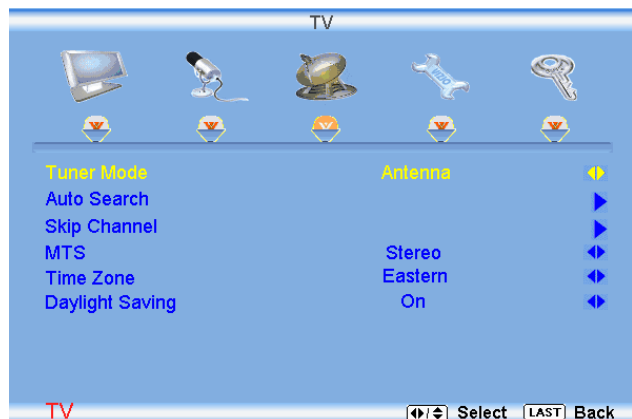 TV
Tuner Mode Antenna
Auto Search
Skip Channel
MTS Stereo
Time Zone Eastern
Daylight Saving On
TV Select LAST Back